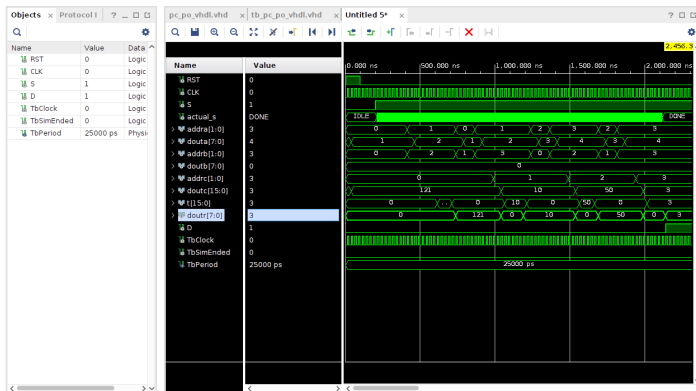 Objects × Protocol I ? _ □ □
Name Value Data
RST 0 Logic
CLK 0 Logic
S 1 Logic
D 1 Logic
TbClock 0 Logic
TbSimEnded 0 Logic
TbPeriod 25000 ps Physi
pc_po_vhdl.vhd × tb_pc_po_vhdl.vhd × Untitled 5* × ? □ □
2,456.3
0.000 ns 500.000 ns 1,000.000 ns 1,500.000 ns 2,000.000 ns
Name Value
RST 0
CLK 0
S 1
actual_s DONE IDLE DONE
addra[1:0] 3 0 1 0 1 2 3 2 3
douta[7:0] 4 1 2 1 2 3 4 3 4
addrb[1:0] 3 0 2 1 3 0 2 1 3
doutb[7:0] 0 0
addrc[1:0] 3 0 1 2 3
doutc[15:0] 3 121 10 50 3
t[15:0] 3 0 .. 0 10 0 50 0 3
doutr[7:0] 3 0 121 0 10 0 50 0 3
D 1
TbClock 0
TbSimEnded 0
TbPeriod 25000 ps 25000 ps